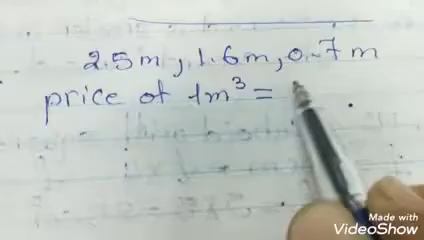 2.5m, 1.6m, 0.7m
price of 1m³ =
Made with
VideoShow